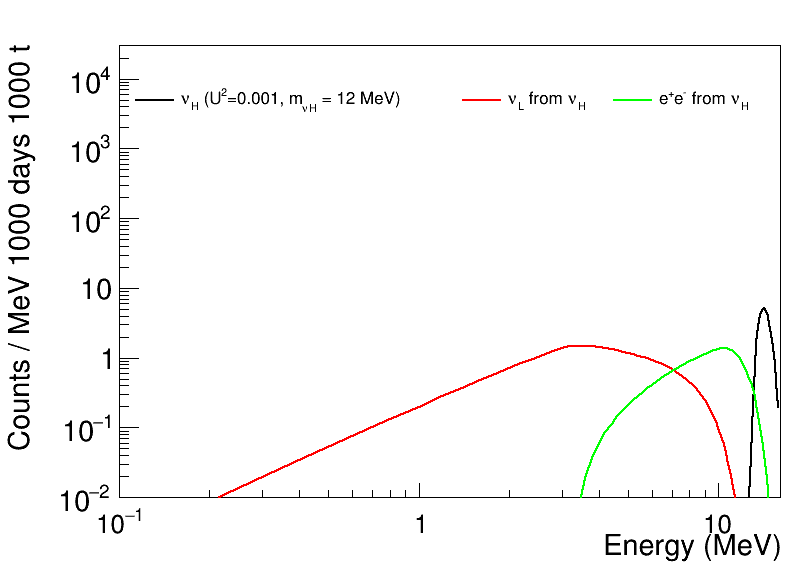 Counts / MeV 1000 days 1000 t
10⁴
10³
10²
10
1
10⁻¹
10⁻²
ν_H (U²=0.001, m_νH = 12 MeV)
ν_L from ν_H
e⁺e⁻ from ν_H
10⁻¹ 1 10
Energy (MeV)